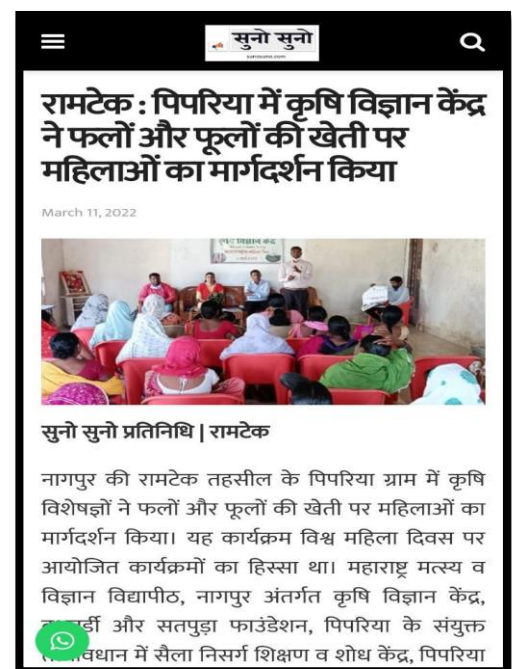 सुनो सुनो
sunosuno.com
रामटेक : पिपरिया में कृषि विज्ञान केंद्र
ने फलों और फूलों की खेती पर
महिलाओं का मार्गदर्शन किया
March 11, 2022
सुनो सुनो प्रतिनिधि | रामटेक
नागपुर की रामटेक तहसील के पिपरिया ग्राम में कृषि
विशेषज्ञों ने फलों और फूलों की खेती पर महिलाओं का
मार्गदर्शन किया। यह कार्यक्रम विश्व महिला दिवस पर
आयोजित कार्यक्रमों का हिस्सा था। महाराष्ट्र मत्स्य व
विज्ञान विद्यापीठ, नागपुर अंतर्गत कृषि विज्ञान केंद्र,
और सतपुड़ा फाउंडेशन, पिपरिया के संयुक्त
में सैला निसर्ग शिक्षण व शोध केंद्र, पिपरिया